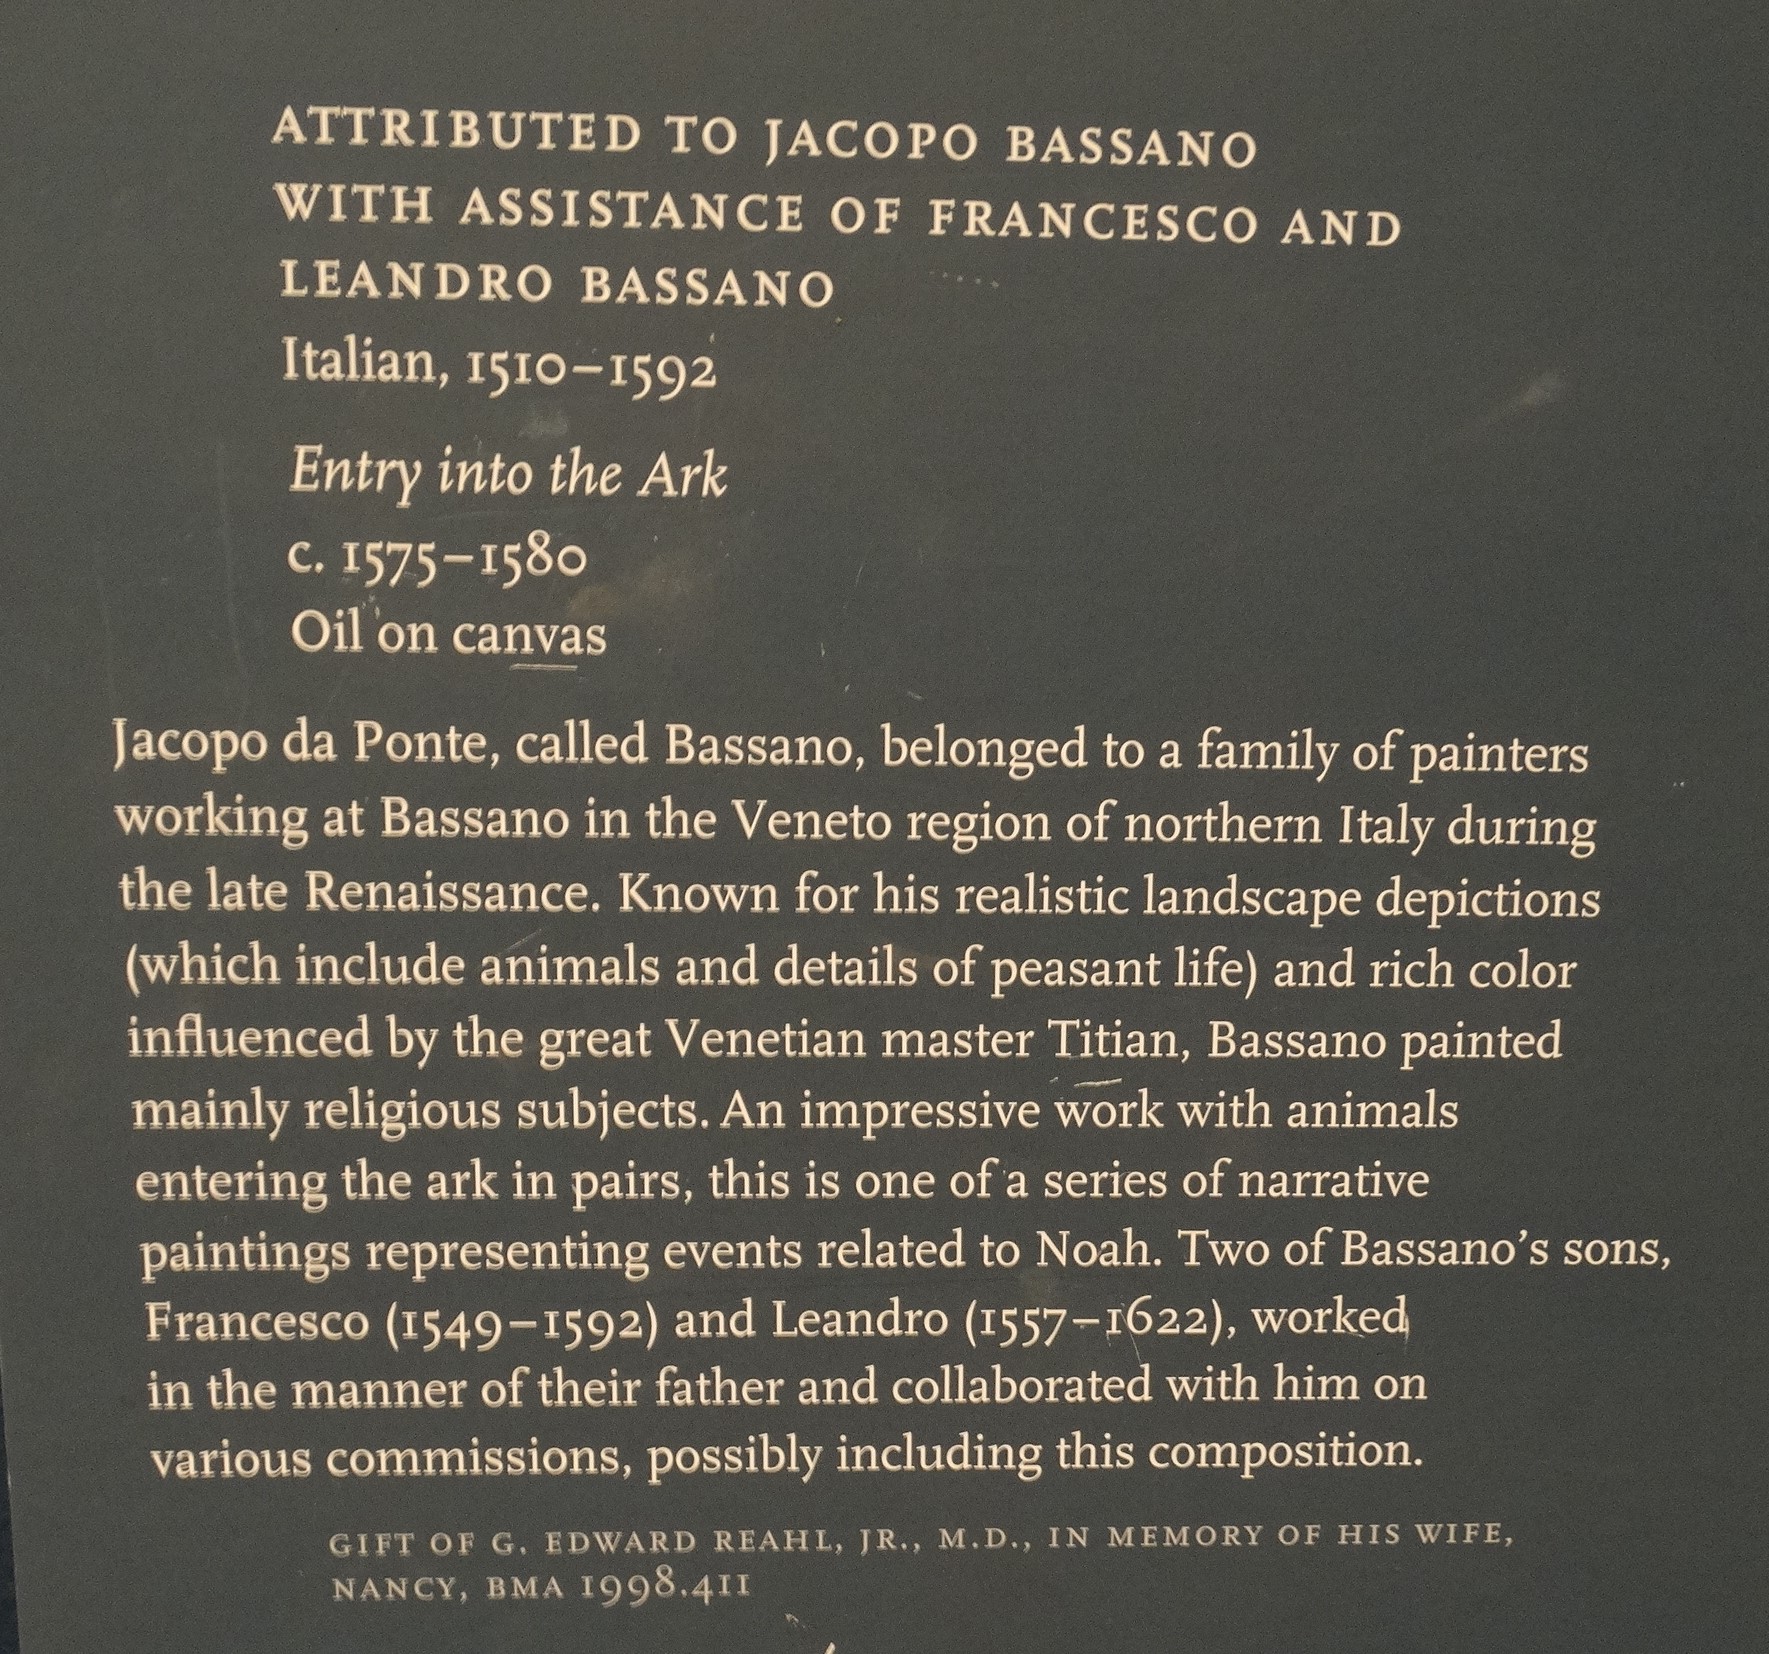 ATTRIBUTED TO JACOPO BASSANO
WITH ASSISTANCE OF FRANCESCO AND
LEANDRO BASSANO
Italian, 1510–1592
Entry into the Ark
c. 1575–1580
Oil on canvas
Jacopo da Ponte, called Bassano, belonged to a family of painters
working at Bassano in the Veneto region of northern Italy during
the late Renaissance. Known for his realistic landscape depictions
(which include animals and details of peasant life) and rich color
influenced by the great Venetian master Titian, Bassano painted
mainly religious subjects. An impressive work with animals
entering the ark in pairs, this is one of a series of narrative
paintings representing events related to Noah. Two of Bassano’s sons,
Francesco (1549–1592) and Leandro (1557–1622), worked
in the manner of their father and collaborated with him on
various commissions, possibly including this composition.
GIFT OF G. EDWARD REAHL, JR., M.D., IN MEMORY OF HIS WIFE,
NANCY, BMA 1998.411